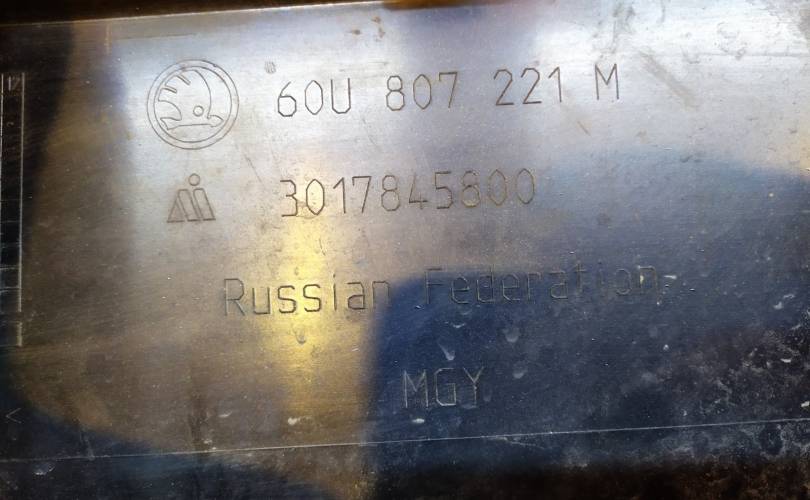 60U 807 221 M
3017845800
Russian Federation
MGY